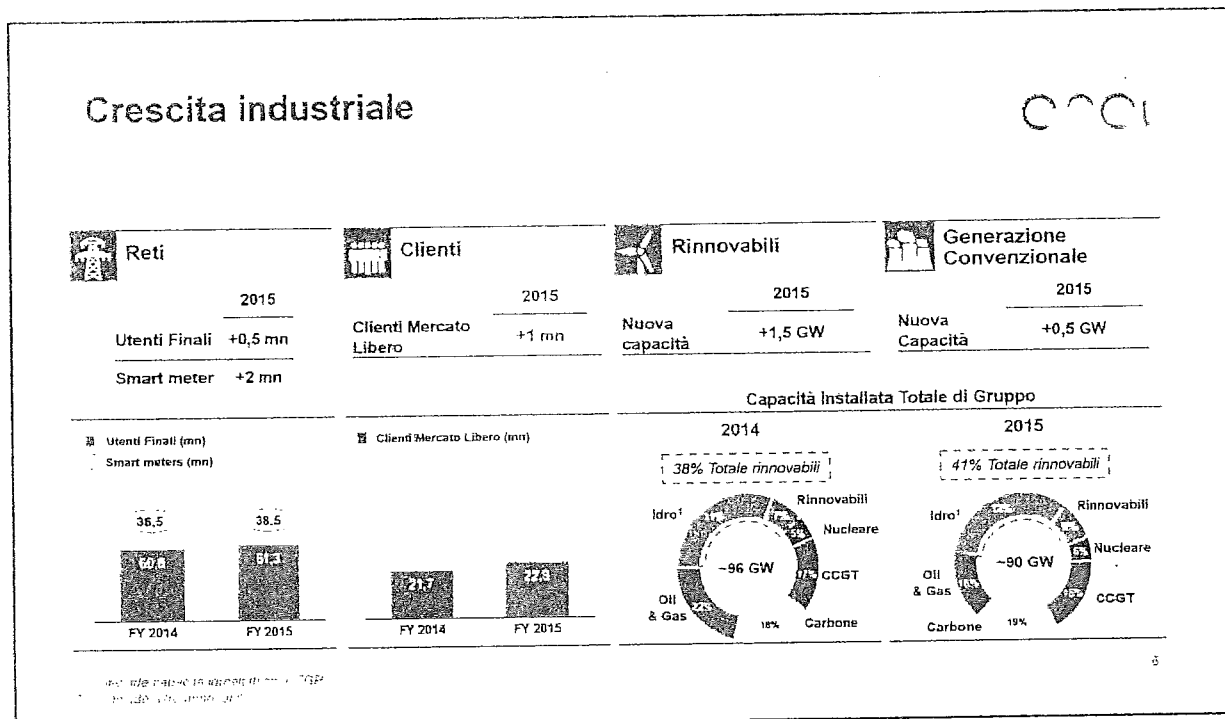 Crescita industriale
Reti
2015
Utenti Finali +0,5 mn
Smart meter +2 mn
Clienti
2015
Clienti Mercato
Libero
+1 mn
Rinnovabili
2015
Nuova
capacità
+1,5 GW
Generazione
Convenzionale
2015
Nuova
Capacità
+0,5 GW
Utenti Finali (mn)
Smart meters (mn)
36,5
38,5
60,8
61,3
FY 2014
FY 2015
Clienti Mercato Libero (mn)
21,7
FY 2014
FY 2015
Capacità Installata Totale di Gruppo
2014
38% Totale rinnovabili
Idro¹
Rinnovabili
Nucleare
~96 GW
17%
CCGT
Oil
& Gas
22%
18%
Carbone
2015
41% Totale rinnovabili
Idro¹
Rinnovabili
6%
Nucleare
Oil
& Gas
~90 GW
CCGT
Carbone
19%